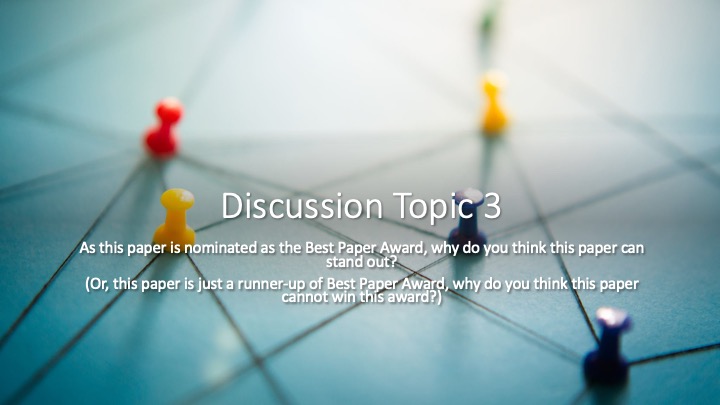 Discussion Topic 3
As this paper is nominated as the Best Paper Award, why do you think this paper can
stand out?
(Or, this paper is just a runner-up of Best Paper Award, why do you think this paper
cannot win this award?)